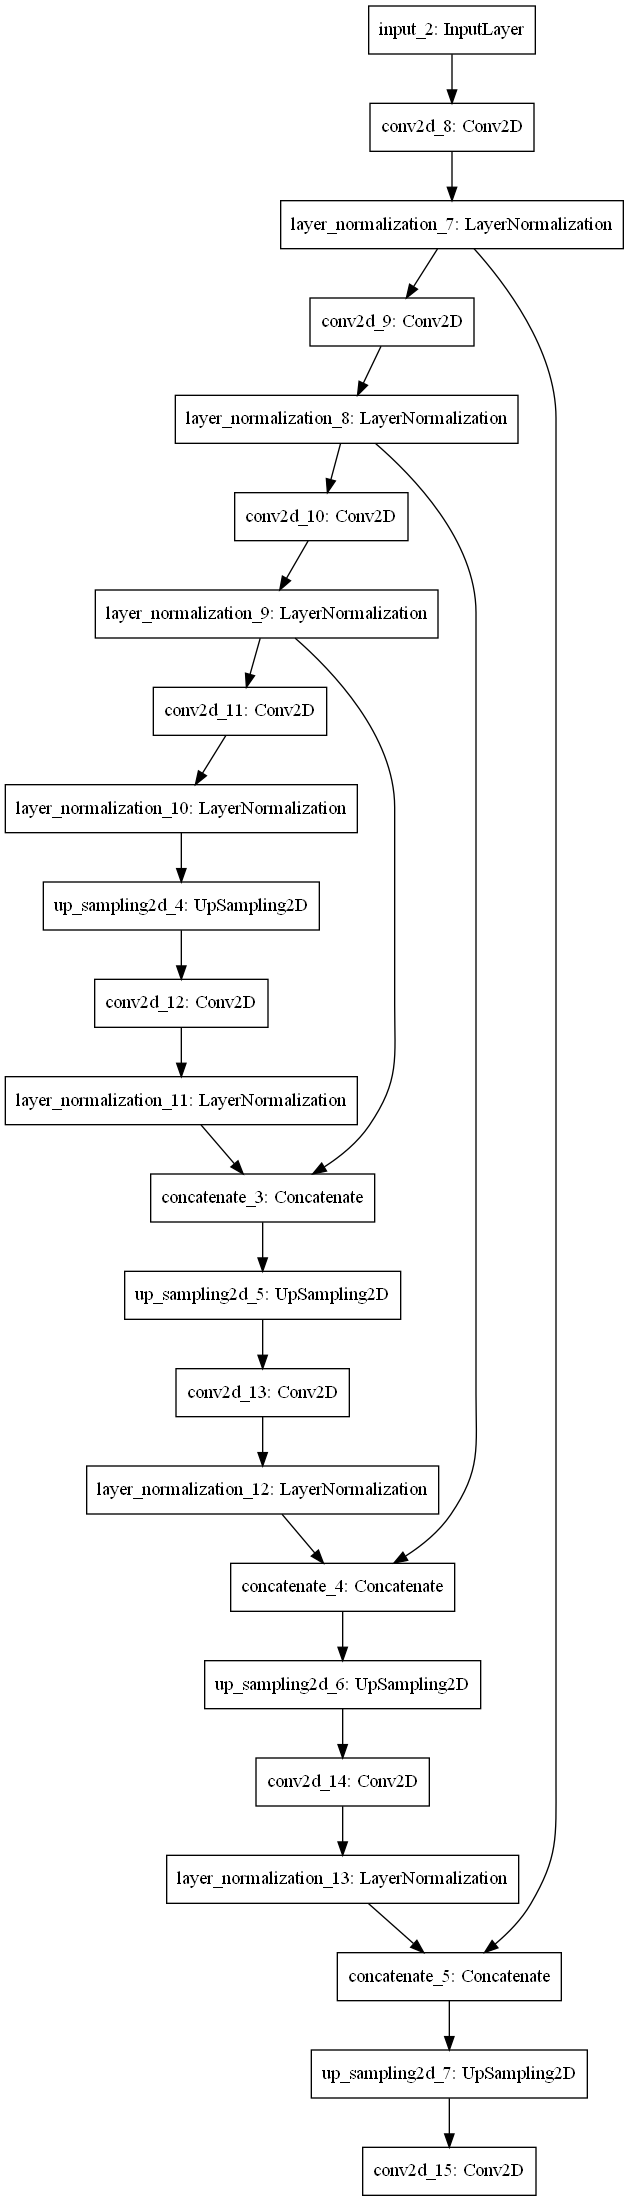 input_2: InputLayer
conv2d_8: Conv2D
layer_normalization_7: LayerNormalization
conv2d_9: Conv2D
layer_normalization_8: LayerNormalization
conv2d_10: Conv2D
layer_normalization_9: LayerNormalization
conv2d_11: Conv2D
layer_normalization_10: LayerNormalization
up_sampling2d_4: UpSampling2D
conv2d_12: Conv2D
layer_normalization_11: LayerNormalization
concatenate_3: Concatenate
up_sampling2d_5: UpSampling2D
conv2d_13: Conv2D
layer_normalization_12: LayerNormalization
concatenate_4: Concatenate
up_sampling2d_6: UpSampling2D
conv2d_14: Conv2D
layer_normalization_13: LayerNormalization
concatenate_5: Concatenate
up_sampling2d_7: UpSampling2D
conv2d_15: Conv2D